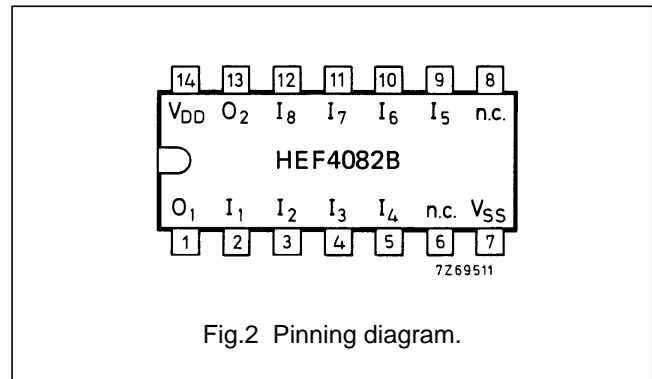 14 13 12 11 10 9 8
VDD O2 I8 I7 I6 I5 n.c.
HEF4082B
O1 I1 I2 I3 I4 n.c. VSS
1 2 3 4 5 6 7
7Z69511
Fig.2 Pinning diagram.